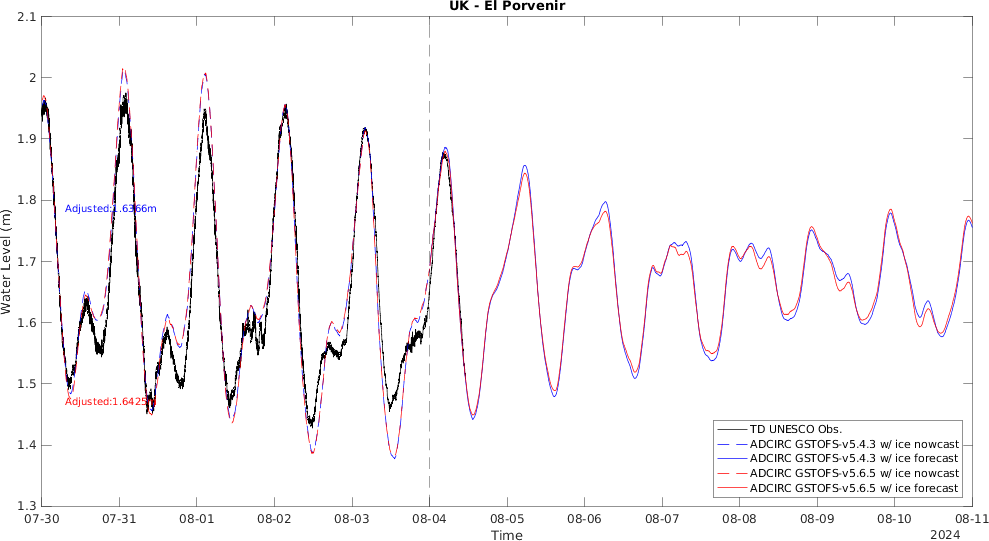 UK - El Porvenir
2.1
2
1.9
1.8
1.7
1.6
1.5
1.4
1.3
Water Level (m)
Adjusted:1.6366m
Adjusted:1.6425m
TD UNESCO Obs.
ADCIRC GSTOFS-v5.4.3 w/ ice nowcast
ADCIRC GSTOFS-v5.4.3 w/ ice forecast
ADCIRC GSTOFS-v5.6.5 w/ ice nowcast
ADCIRC GSTOFS-v5.6.5 w/ ice forecast
07-30 07-31 08-01 08-02 08-03 08-04 08-05 08-06 08-07 08-08 08-09 08-10 08-11
Time
2024